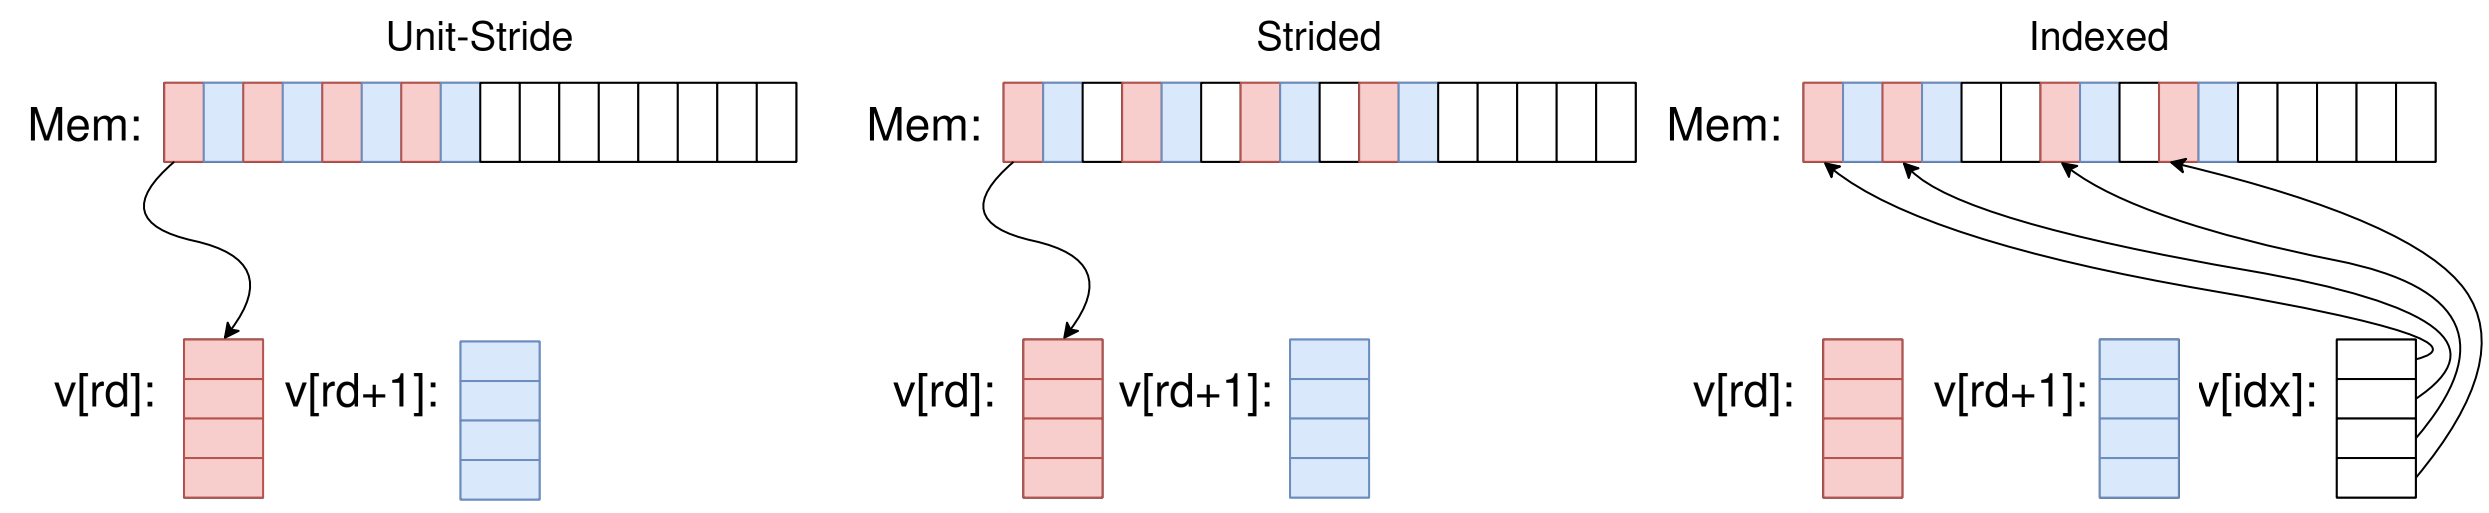 Unit-Stride
Strided
Indexed
Mem:
Mem:
Mem:
v[rd]:
v[rd+1]:
v[rd]:
v[rd+1]:
v[rd]:
v[rd+1]:
v[idx]: